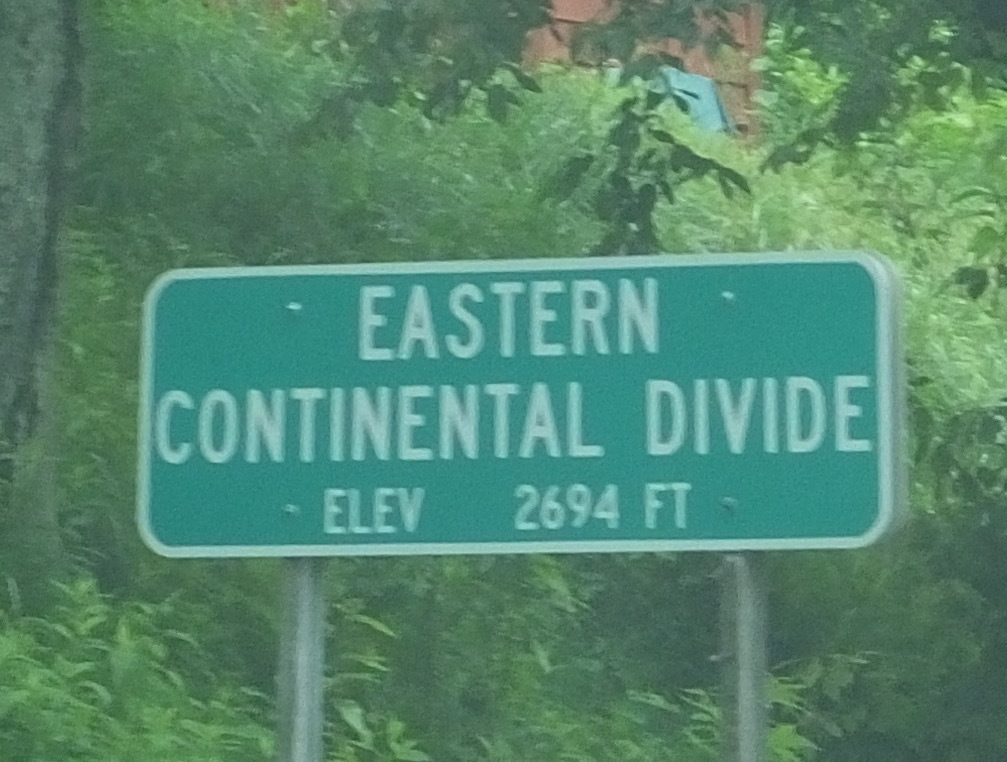 EASTERN
CONTINENTAL DIVIDE
ELEV 2694 FT